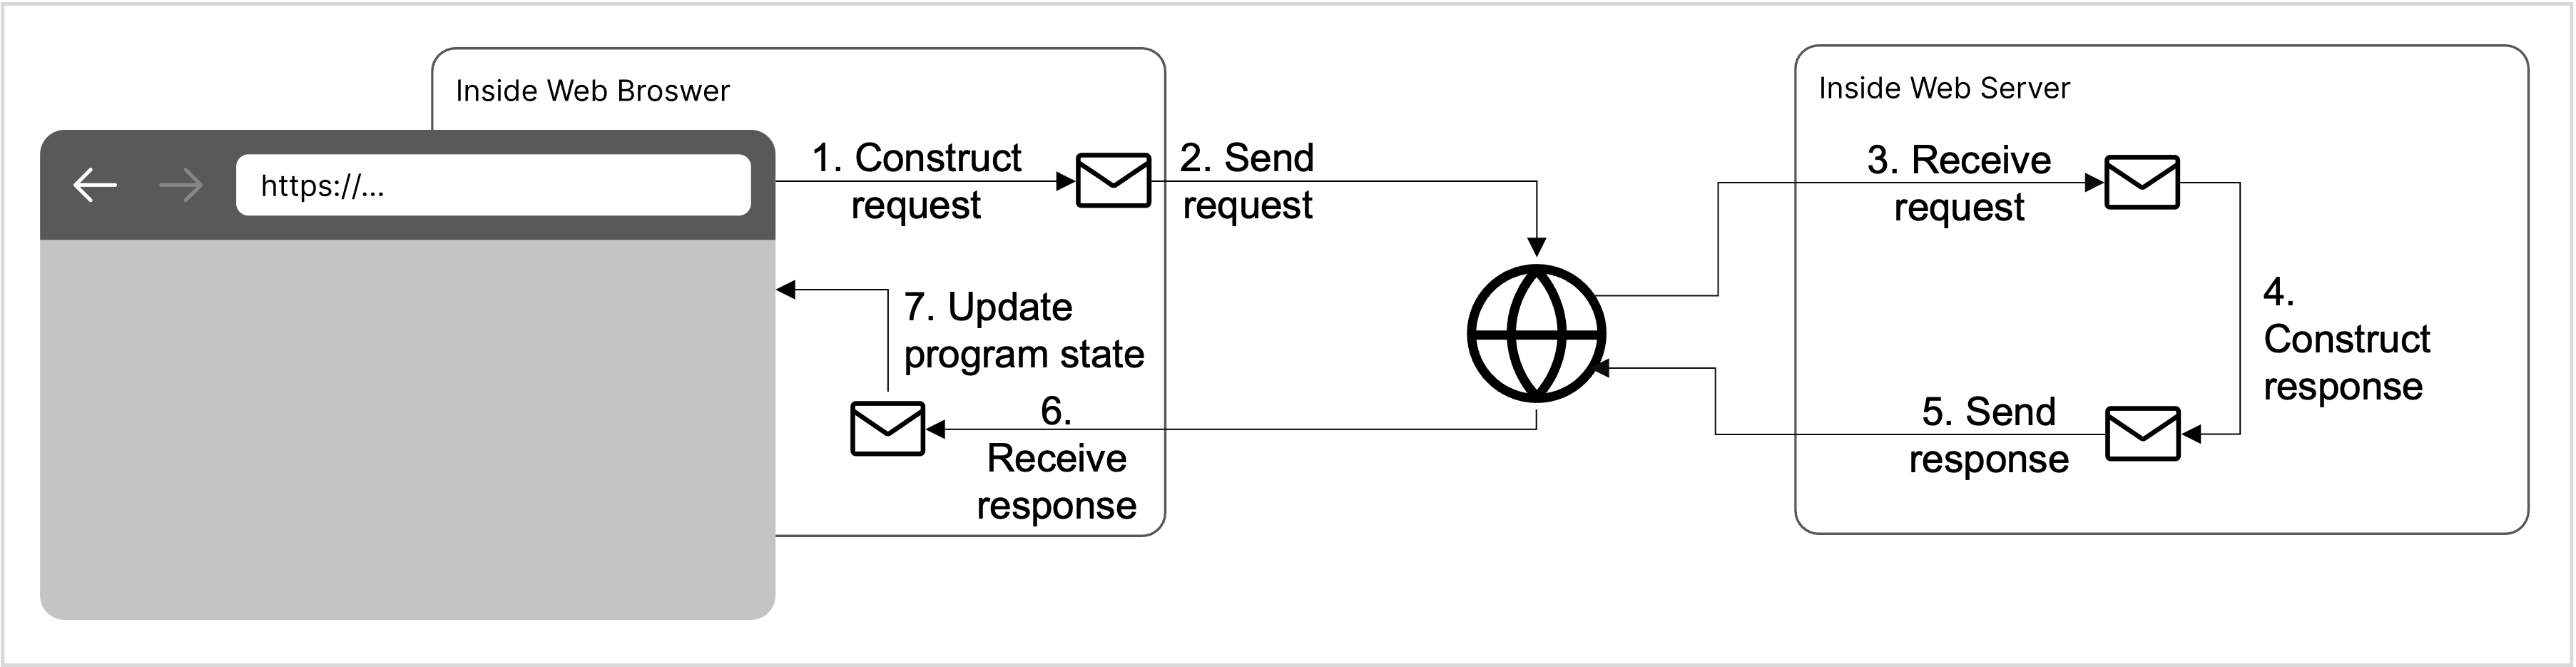 Inside Web Broswer
https://...
1. Construct
request
2. Send
request
Inside Web Server
3. Receive
request
4.
Construct
response
5. Send
response
6.
Receive
response
7. Update
program state